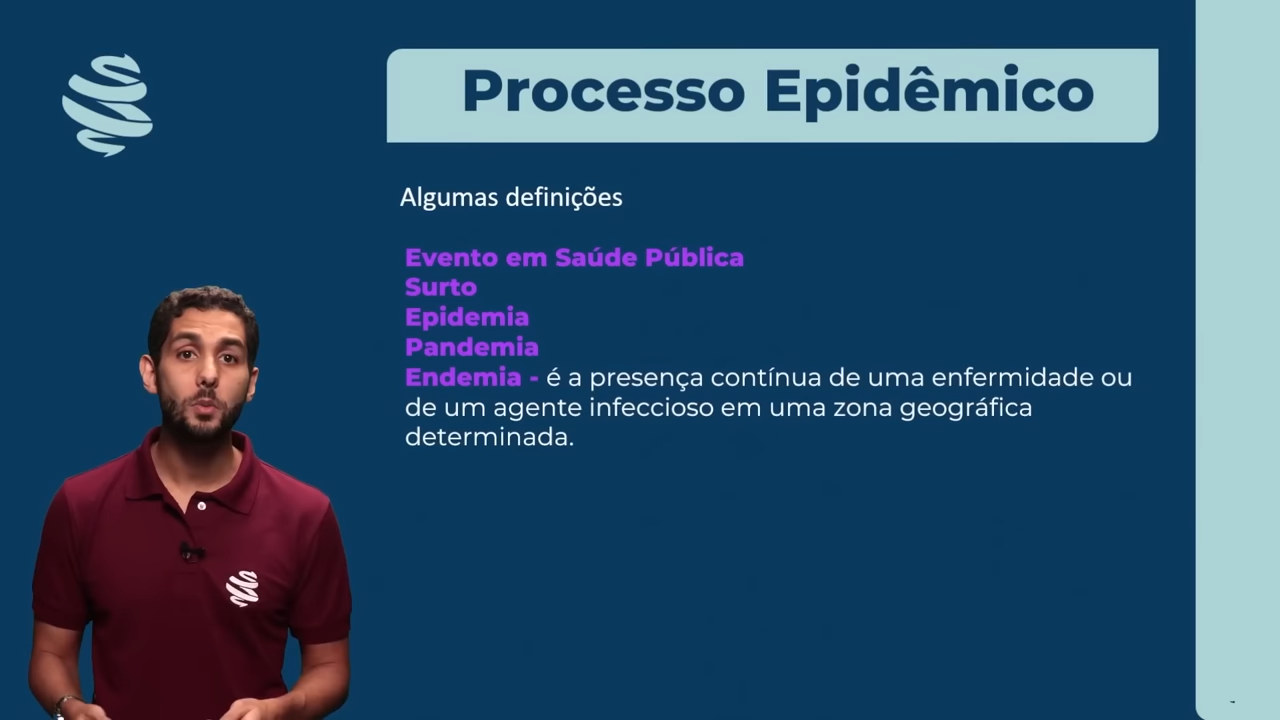 Processo Epidêmico
Algumas definições
Evento em Saúde Pública
Surto
Epidemia
Pandemia
Endemia - é a presença contínua de uma enfermidade ou
de um agente infeccioso em uma zona geográfica
determinada.